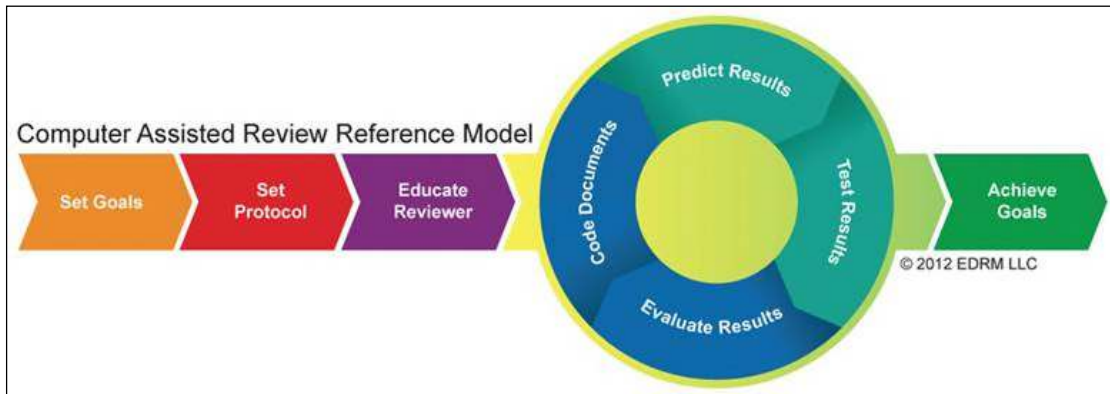 Computer Assisted Review Reference Model
Set Goals
Set
Protocol
Educate
Reviewer
Code Documents
Predict Results
Test Results
Evaluate Results
Achieve
Goals
© 2012 EDRM LLC